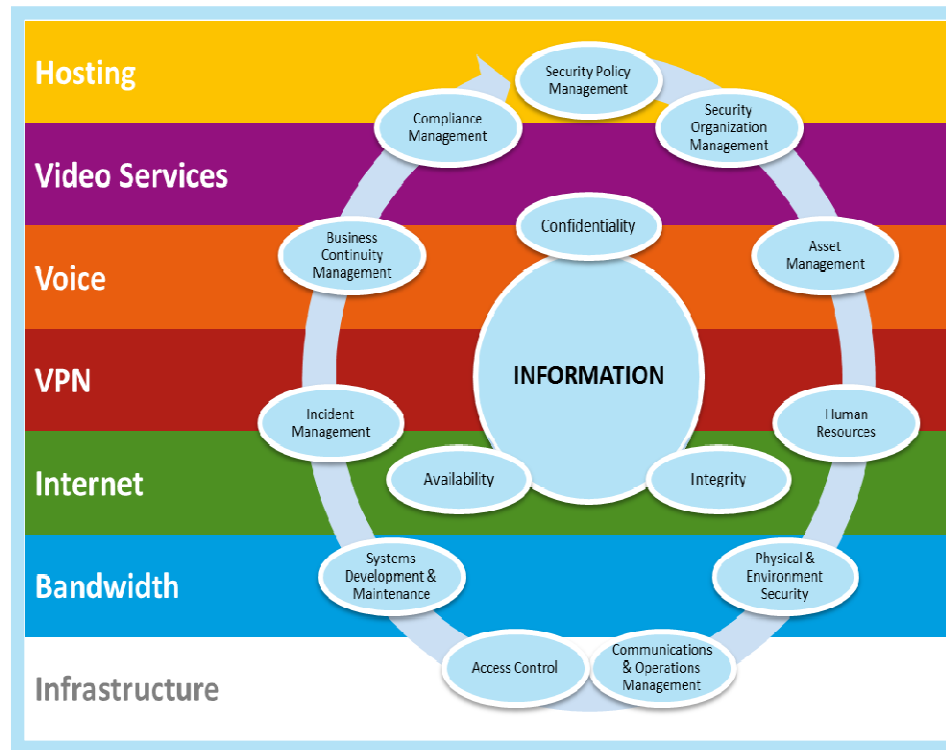 Hosting
Security Policy
Management
Compliance
Management
Security
Organization
Management
Video Services
Confidentiality
Business
Continuity
Management
Asset
Management
Voice
VPN
INFORMATION
Incident
Management
Human
Resources
Internet
Availability
Integrity
Systems
Development &
Maintenance
Physical &
Environment
Security
Bandwidth
Access Control
Communications
& Operations
Management
Infrastructure